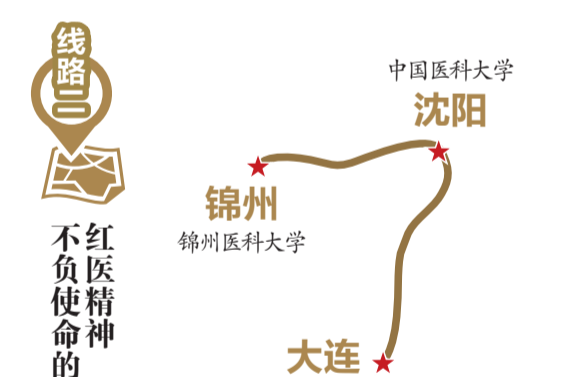 线路二
中国医科大学
沈阳
锦州
锦州医科大学
大连
红医精神
不负使命的